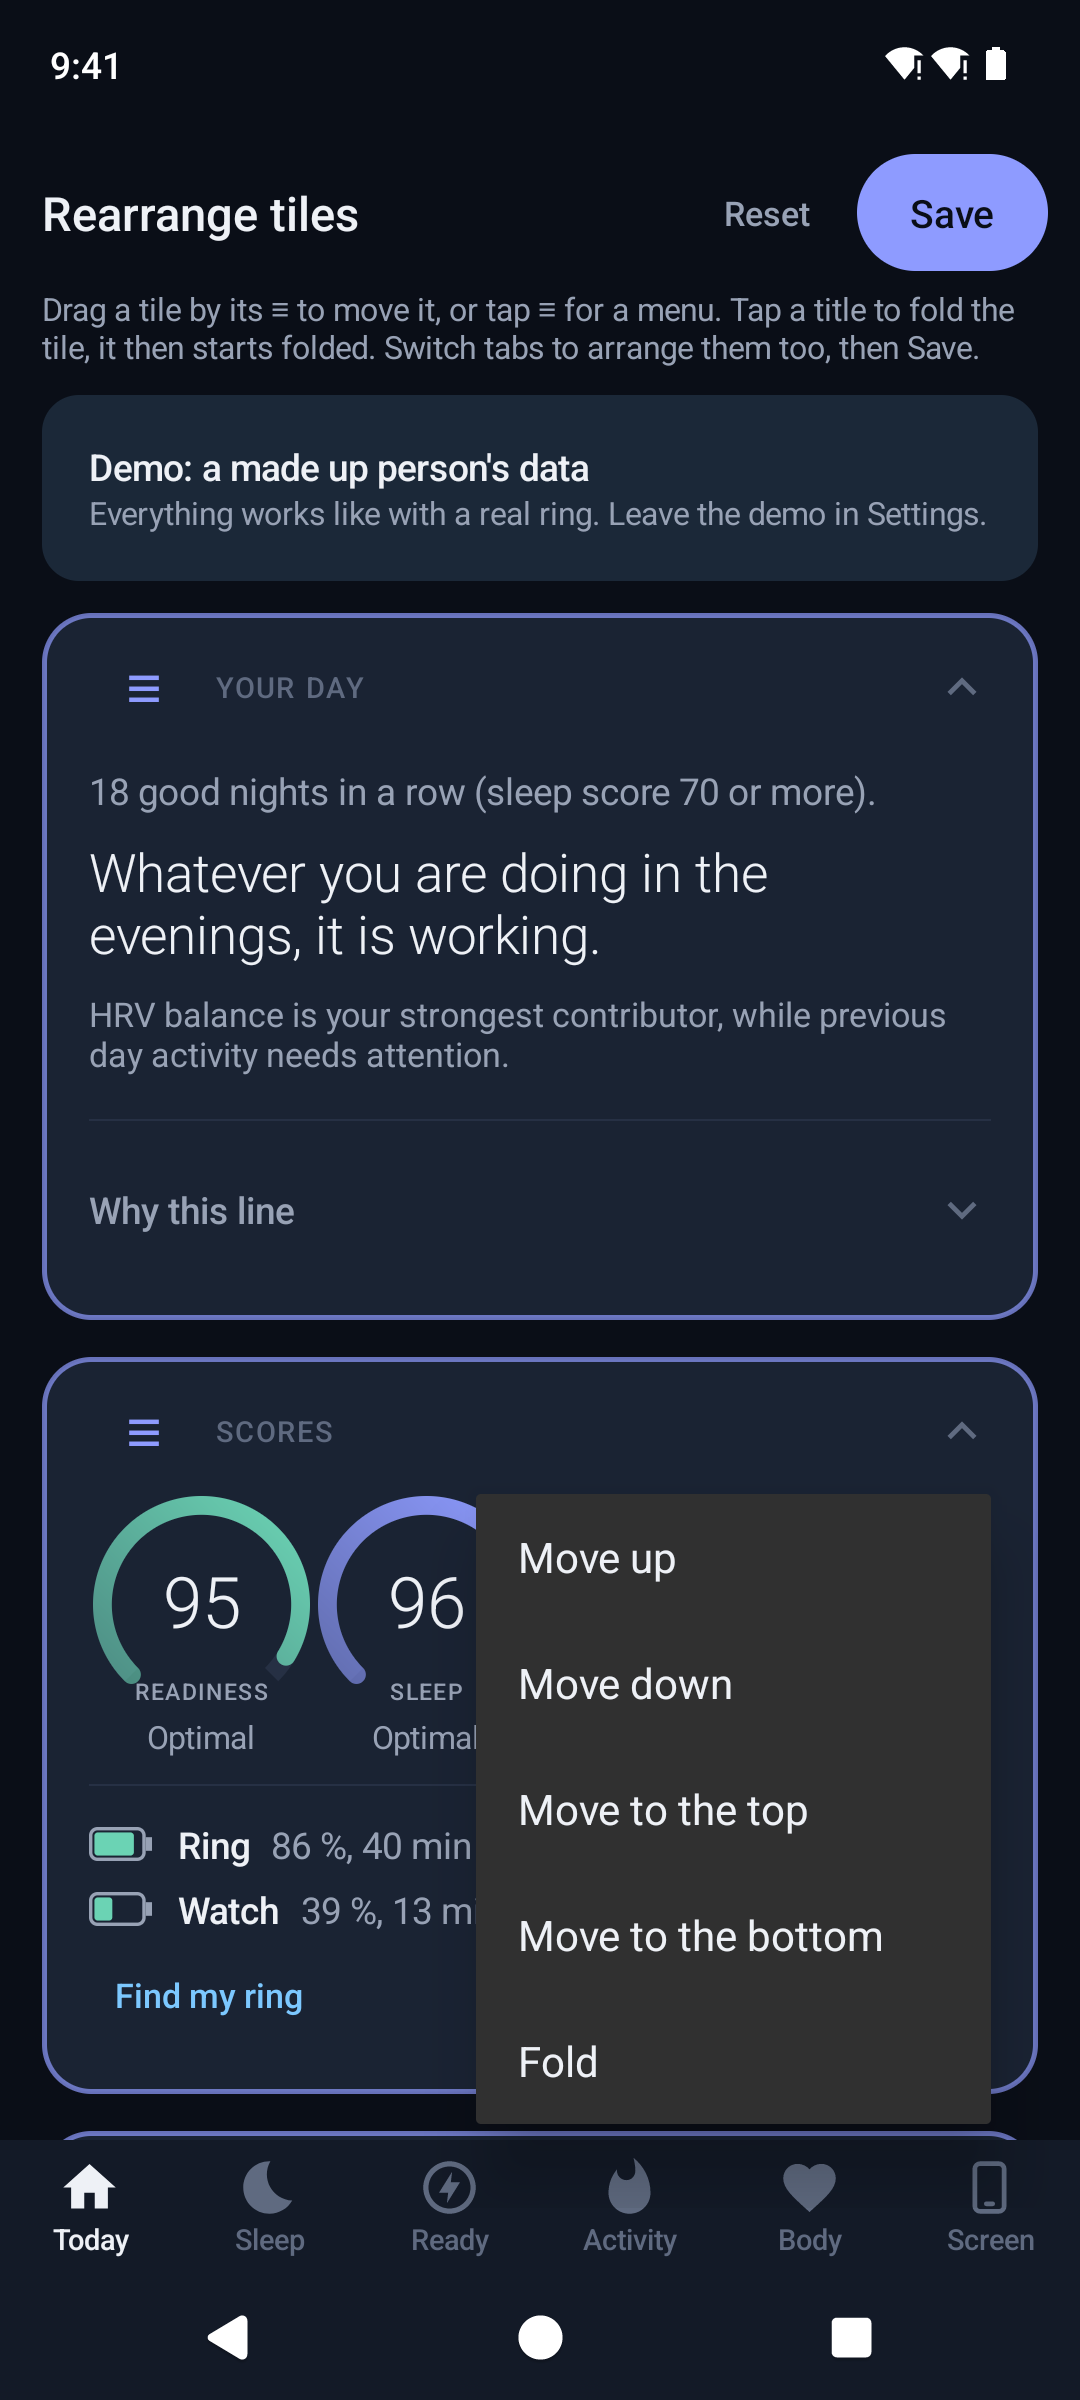 9:41
Rearrange tiles
Reset
Save
Drag a tile by its ≡ to move it, or tap ≡ for a menu. Tap a title to fold the
tile, it then starts folded. Switch tabs to arrange them too, then Save.
Demo: a made up person's data
Everything works like with a real ring. Leave the demo in Settings.
YOUR DAY
18 good nights in a row (sleep score 70 or more).
Whatever you are doing in the
evenings, it is working.
HRV balance is your strongest contributor, while previous
day activity needs attention.
Why this line
SCORES
95
96
READINESS
SLEEP
Optimal
Optimal
Ring 86 %, 40 min
Watch 39 %, 13 mi
Find my ring
Move up
Move down
Move to the top
Move to the bottom
Fold
Today
Sleep
Ready
Activity
Body
Screen